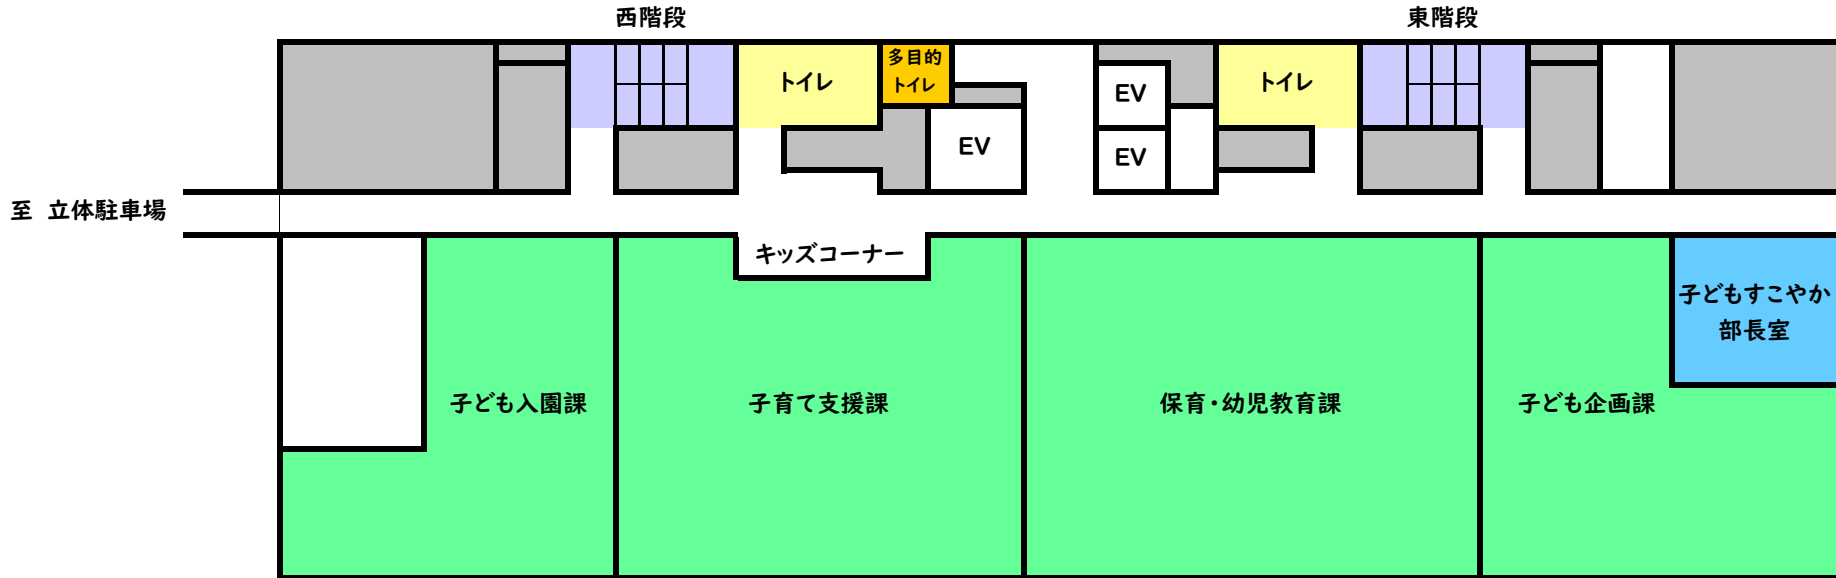 西階段
東階段
トイレ
多目的
トイレ
EV
EV
EV
トイレ
至 立体駐車場
キッズコーナー
子どもすこやか
部長室
子ども入園課
子育て支援課
保育・幼児教育課
子ども企画課